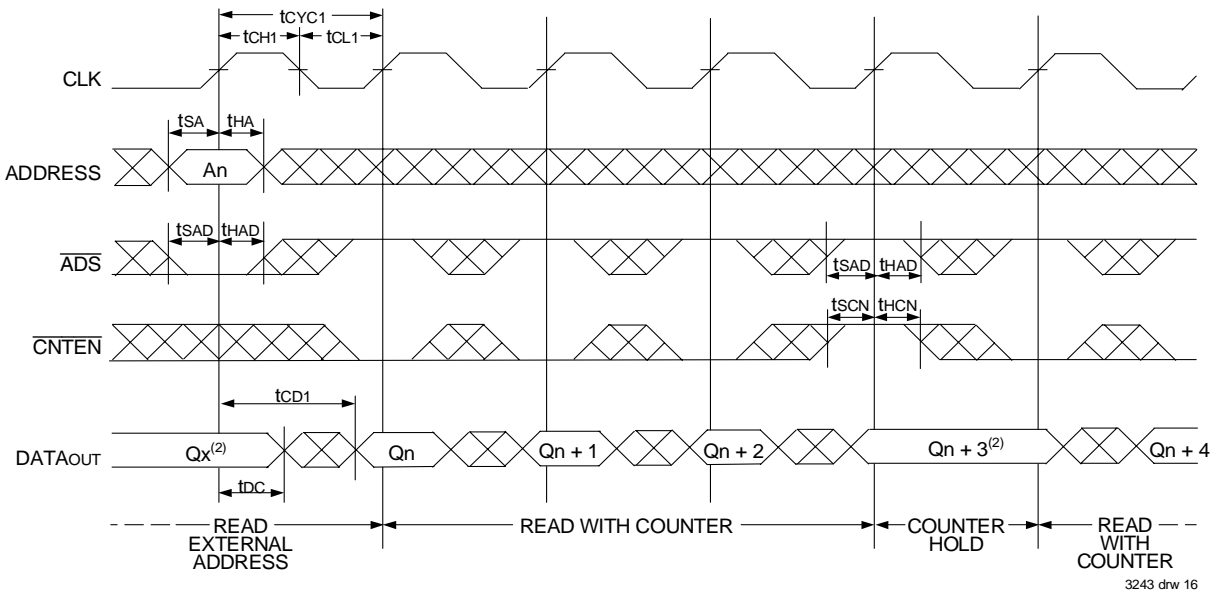 tCYC1
tCH1 tCL1
CLK
tSA tHA
ADDRESS An
tSAD tHAD
ADS
tSAD tHAD
tSCN tHCN
CNTEN
tCD1
DATAOUT Qx(2) Qn Qn + 1 Qn + 2 Qn + 3(2) Qn + 4
tDC
READ EXTERNAL ADDRESS
READ WITH COUNTER
COUNTER HOLD
READ WITH COUNTER
3243 drw 16